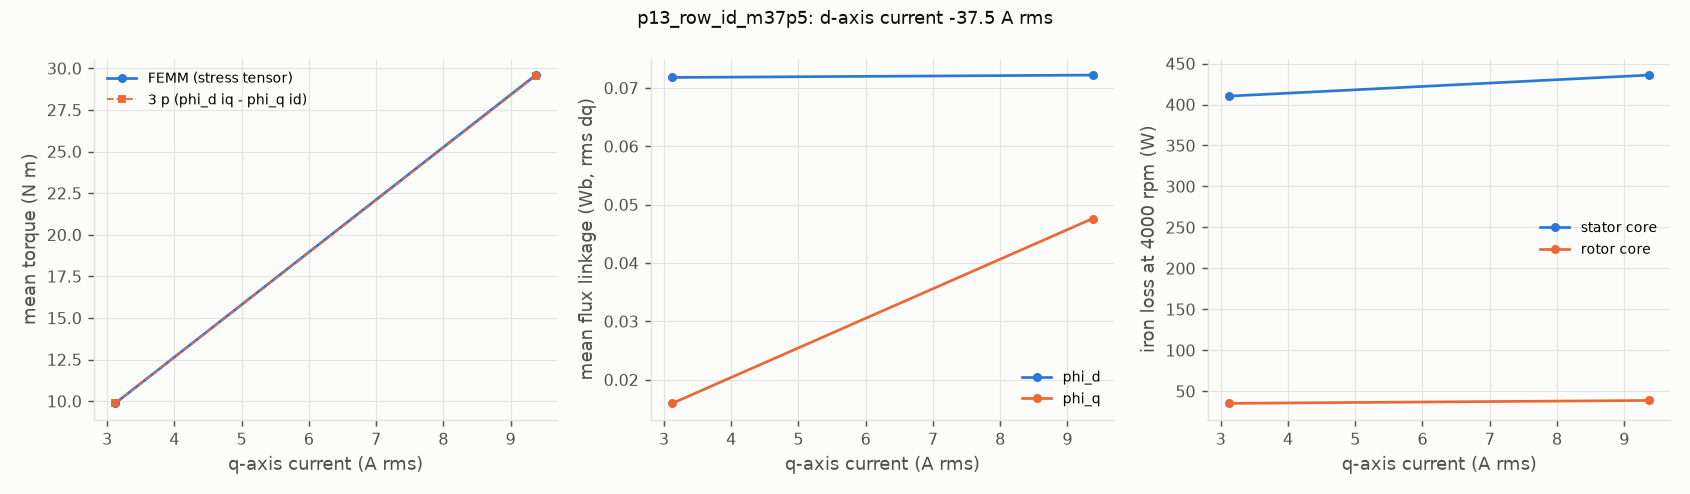 p13_row_id_m37p5: d-axis current -37.5 A rms
mean torque (N m)
30.0
27.5
25.0
22.5
20.0
17.5
15.0
12.5
10.0
FEMM (stress tensor)
3 p (phi_d iq - phi_q id)
3 4 5 6 7 8 9
q-axis current (A rms)
mean flux linkage (Wb, rms dq)
0.07
0.06
0.05
0.04
0.03
0.02
phi_d
phi_q
3 4 5 6 7 8 9
q-axis current (A rms)
iron loss at 4000 rpm (W)
450
400
350
300
250
200
150
100
50
stator core
rotor core
3 4 5 6 7 8 9
q-axis current (A rms)